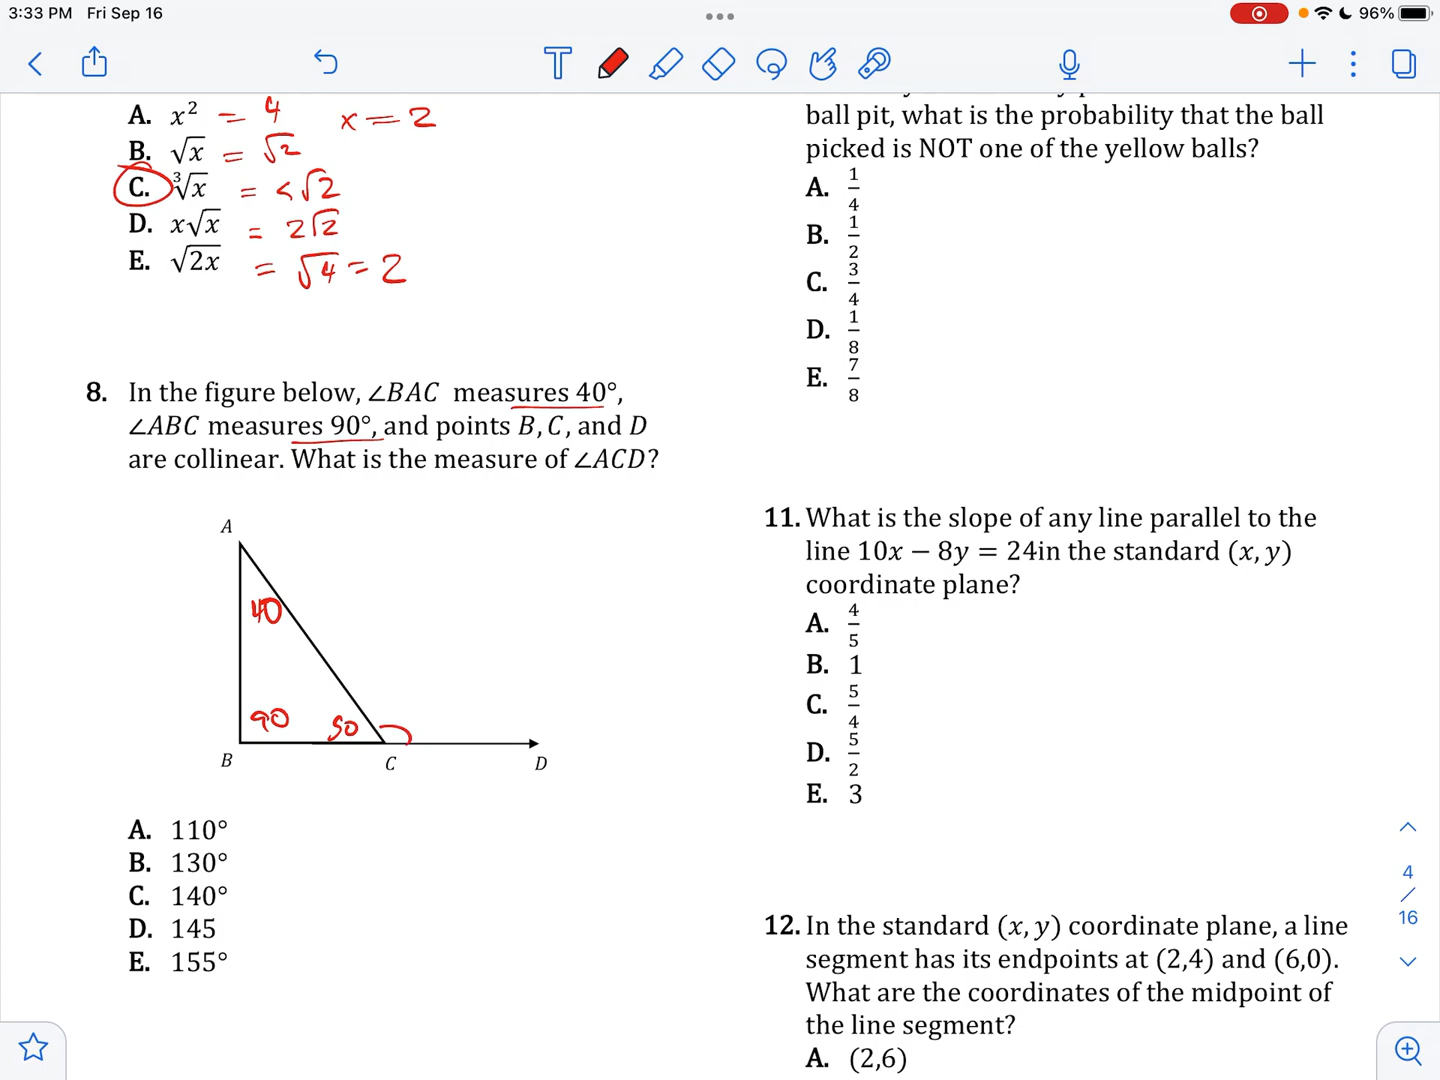 3:33 PM Fri Sep 16
96%
A. x² = 4 x = 2
B. √x = √2
C. ∛x = <√2
D. x√x = 2√2
E. √2x = √4 = 2
8. In the figure below, ∠BAC measures 40°,
∠ABC measures 90°, and points B, C, and D
are collinear. What is the measure of ∠ACD?
A
40
90
50
B
C
D
A. 110°
B. 130°
C. 140°
D. 145
E. 155°
ball pit, what is the probability that the ball
picked is NOT one of the yellow balls?
A. 1/4
B. 1/2
C. 3/4
D. 1/8
E. 7/8
11. What is the slope of any line parallel to the
line 10x − 8y = 24in the standard (x, y)
coordinate plane?
A. 4/5
B. 1
C. 5/4
D. 5/2
E. 3
12. In the standard (x, y) coordinate plane, a line
segment has its endpoints at (2,4) and (6,0).
What are the coordinates of the midpoint of
the line segment?
A. (2,6)
4
/
16